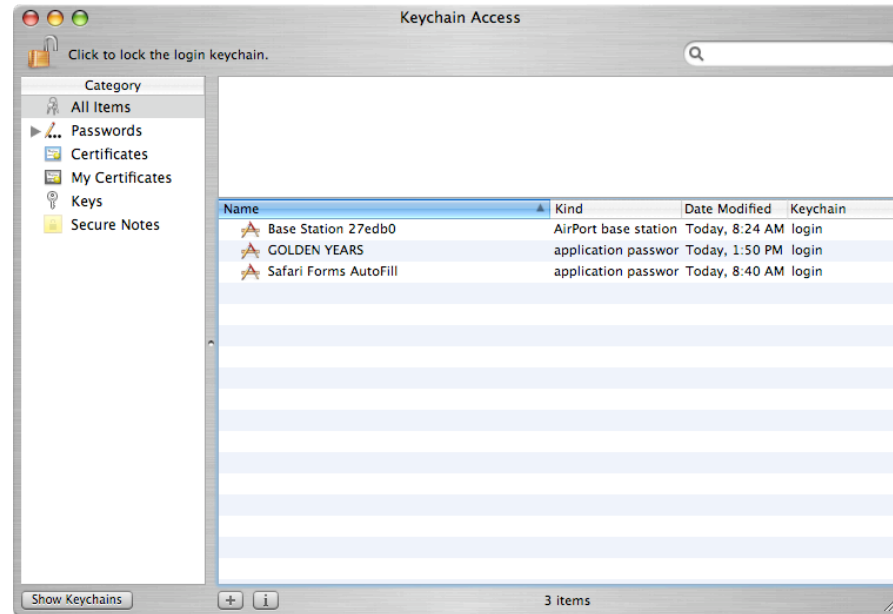 Keychain Access
Click to lock the login keychain.
Category
All Items
Passwords
Certificates
My Certificates
Keys
Secure Notes
Name Kind Date Modified Keychain
Base Station 27edb0 AirPort base station Today, 8:24 AM login
GOLDEN YEARS application passwor Today, 1:50 PM login
Safari Forms AutoFill application passwor Today, 8:40 AM login
Show Keychains + i 3 items